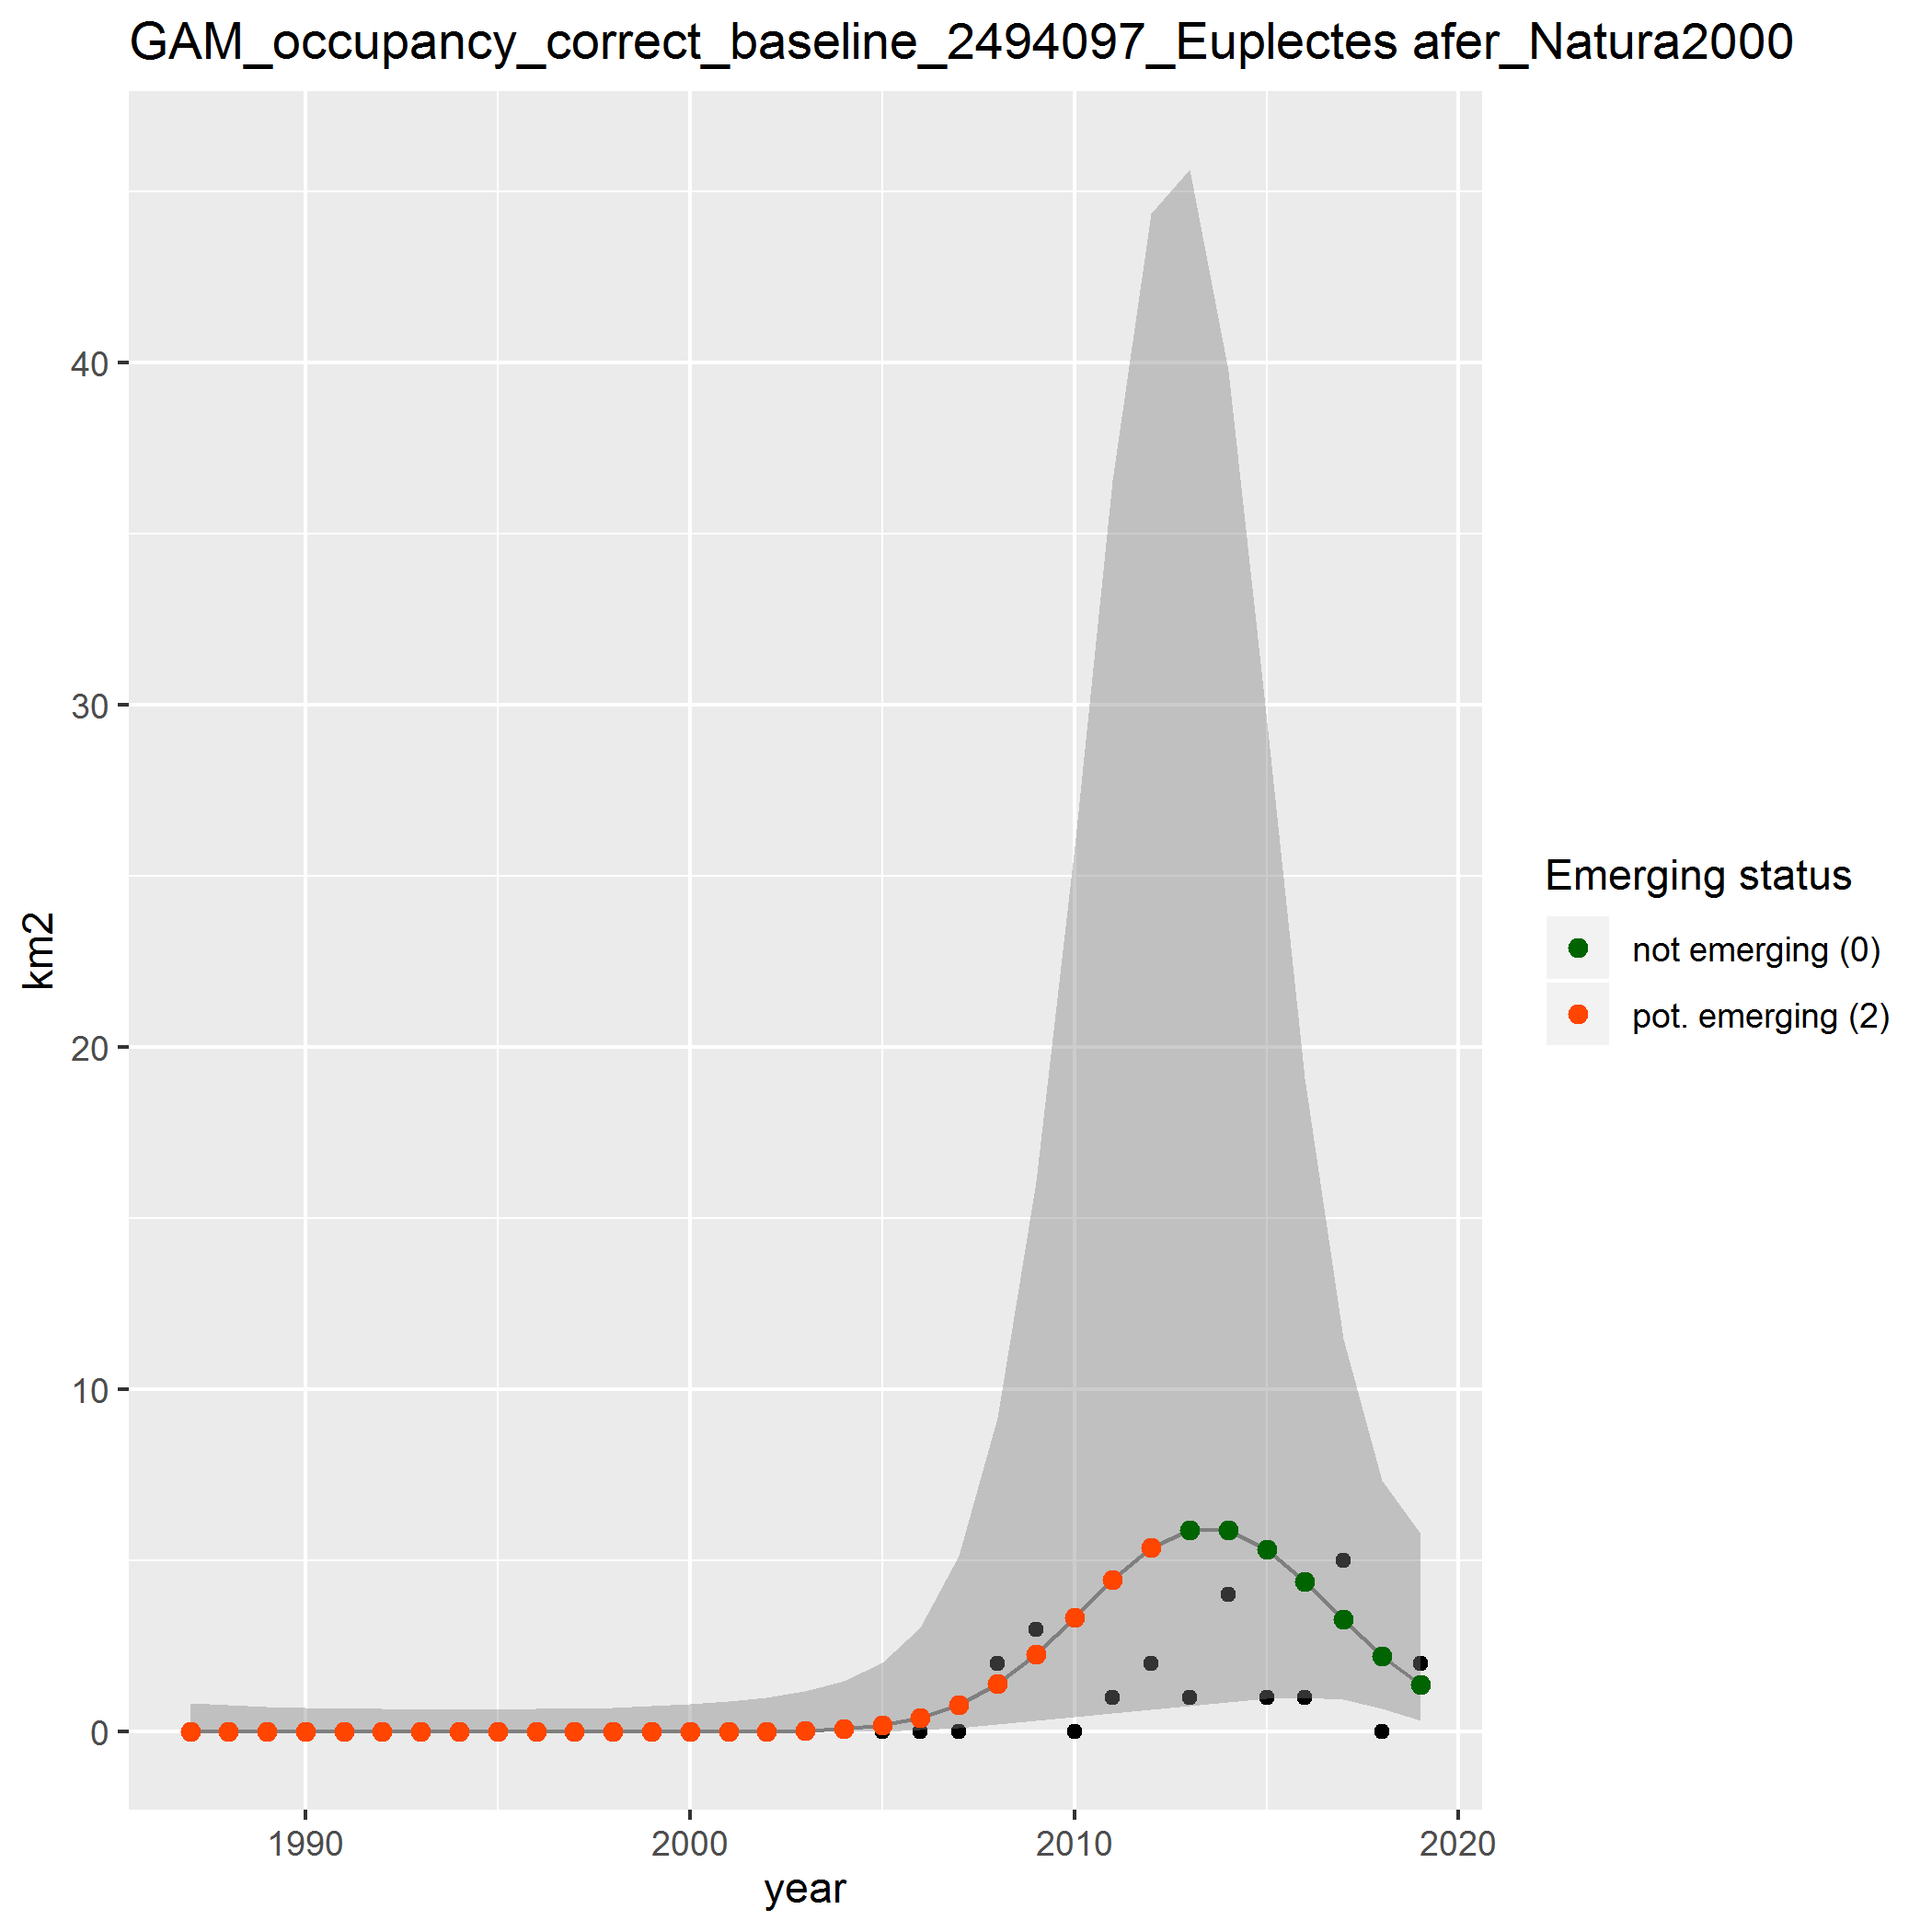 GAM_occupancy_correct_baseline_2494097_Euplectes afer_Natura2000
km2
40
30
20
10
0
1990
2000
2010
2020
year
Emerging status
not emerging (0)
pot. emerging (2)